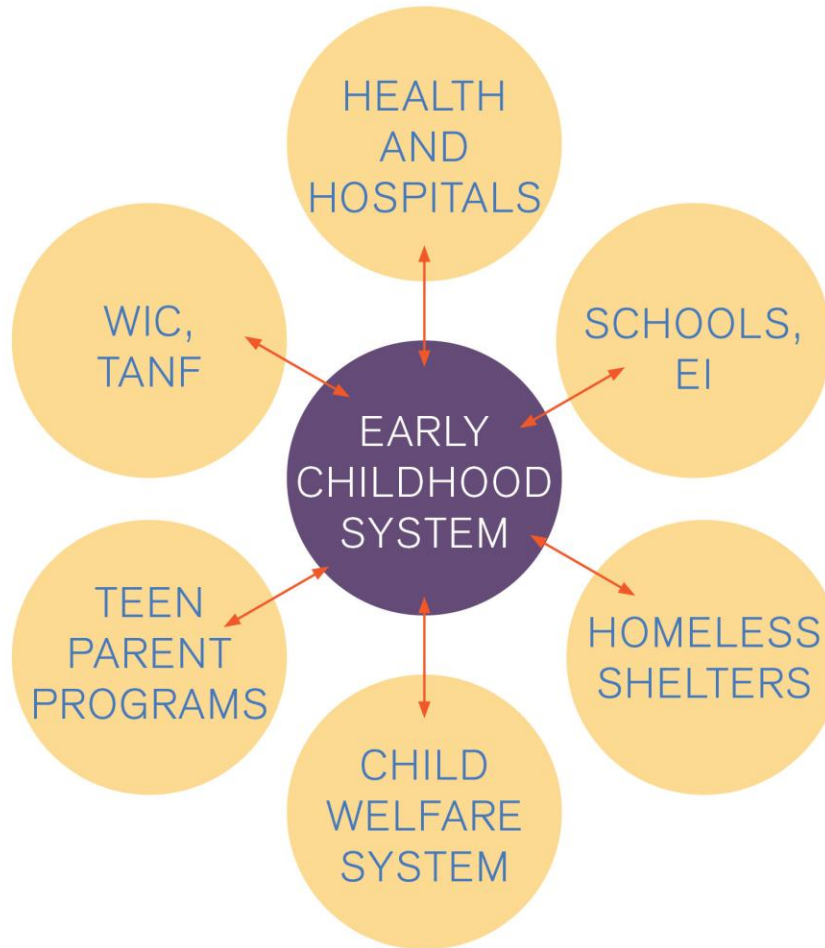 HEALTH
AND
HOSPITALS
WIC,
TANF
SCHOOLS,
EI
EARLY
CHILDHOOD
SYSTEM
TEEN
PARENT
PROGRAMS
HOMELESS
SHELTERS
CHILD
WELFARE
SYSTEM